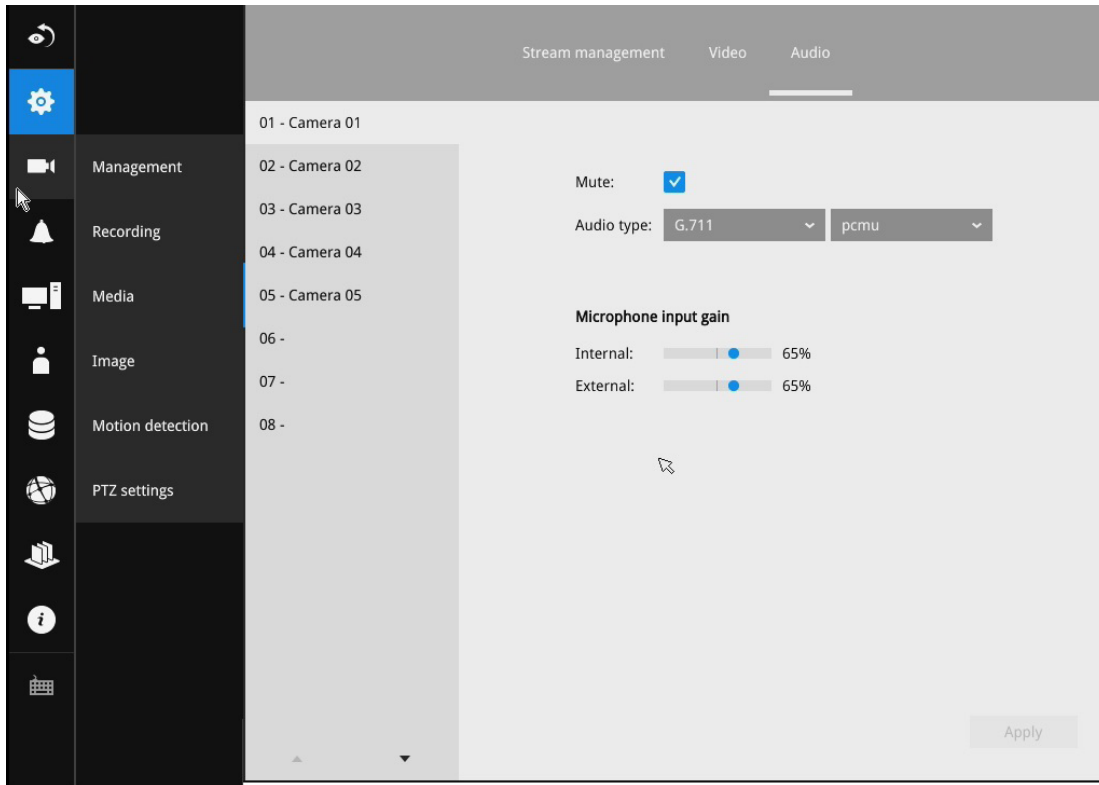 Stream management Video Audio
Management
Recording
Media
Image
Motion detection
PTZ settings
01 - Camera 01
02 - Camera 02
03 - Camera 03
04 - Camera 04
05 - Camera 05
06 -
07 -
08 -
Mute:
Audio type: G.711 pcmu
Microphone input gain
Internal: 65%
External: 65%
Apply